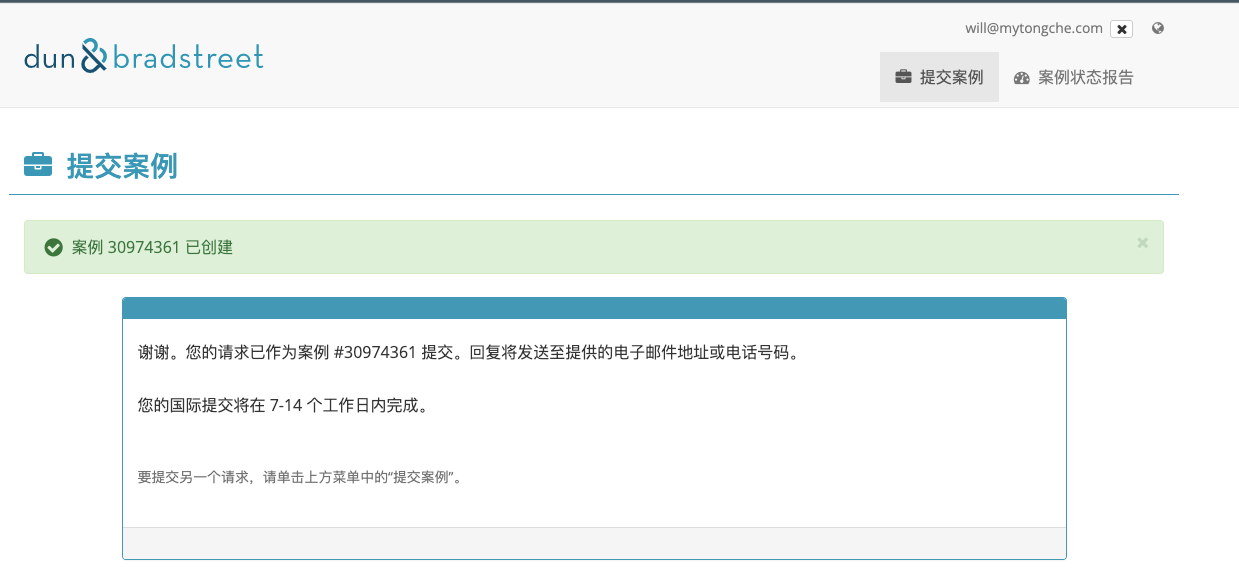 will@mytongche.com
dun&bradstreet
提交案例
案例状态报告
提交案例
案例 30974361 已创建
谢谢。您的请求已作为案例 #30974361 提交。回复将发送至提供的电子邮件地址或电话号码。
您的国际提交将在 7-14 个工作日内完成。
要提交另一个请求，请单击上方菜单中的“提交案例”。